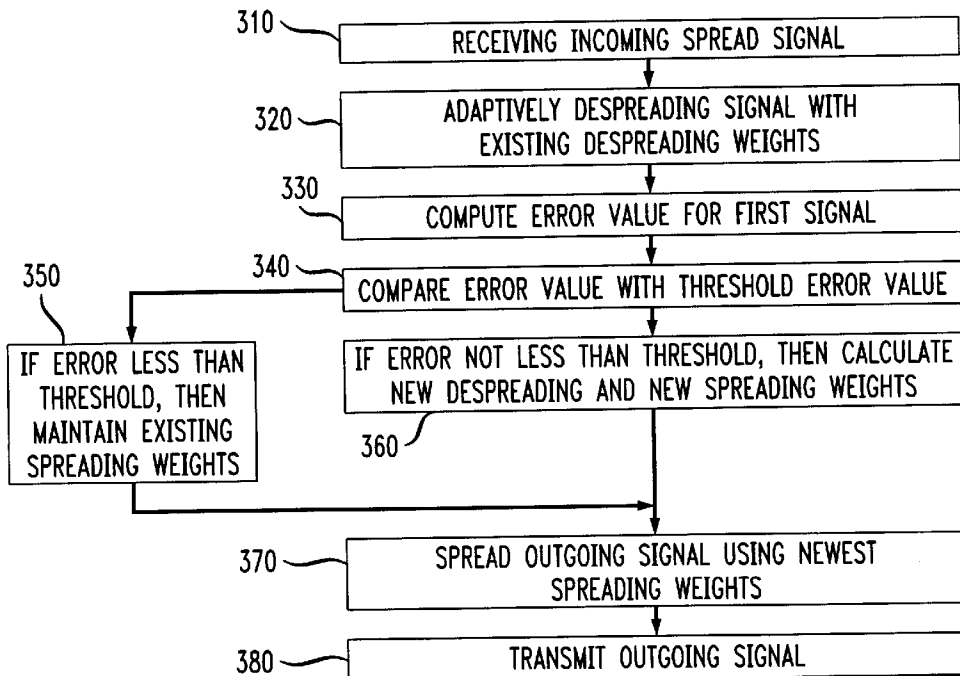 310
RECEIVING INCOMING SPREAD SIGNAL
320
ADAPTIVELY DESPREADING SIGNAL WITH
EXISTING DESPREADING WEIGHTS
330
COMPUTE ERROR VALUE FOR FIRST SIGNAL
340
COMPARE ERROR VALUE WITH THRESHOLD ERROR VALUE
350
IF ERROR LESS THAN
THRESHOLD, THEN
MAINTAIN EXISTING
SPREADING WEIGHTS
IF ERROR NOT LESS THAN THRESHOLD, THEN CALCULATE
NEW DESPREADING AND NEW SPREADING WEIGHTS
360
370
SPREAD OUTGOING SIGNAL USING NEWEST
SPREADING WEIGHTS
380
TRANSMIT OUTGOING SIGNAL